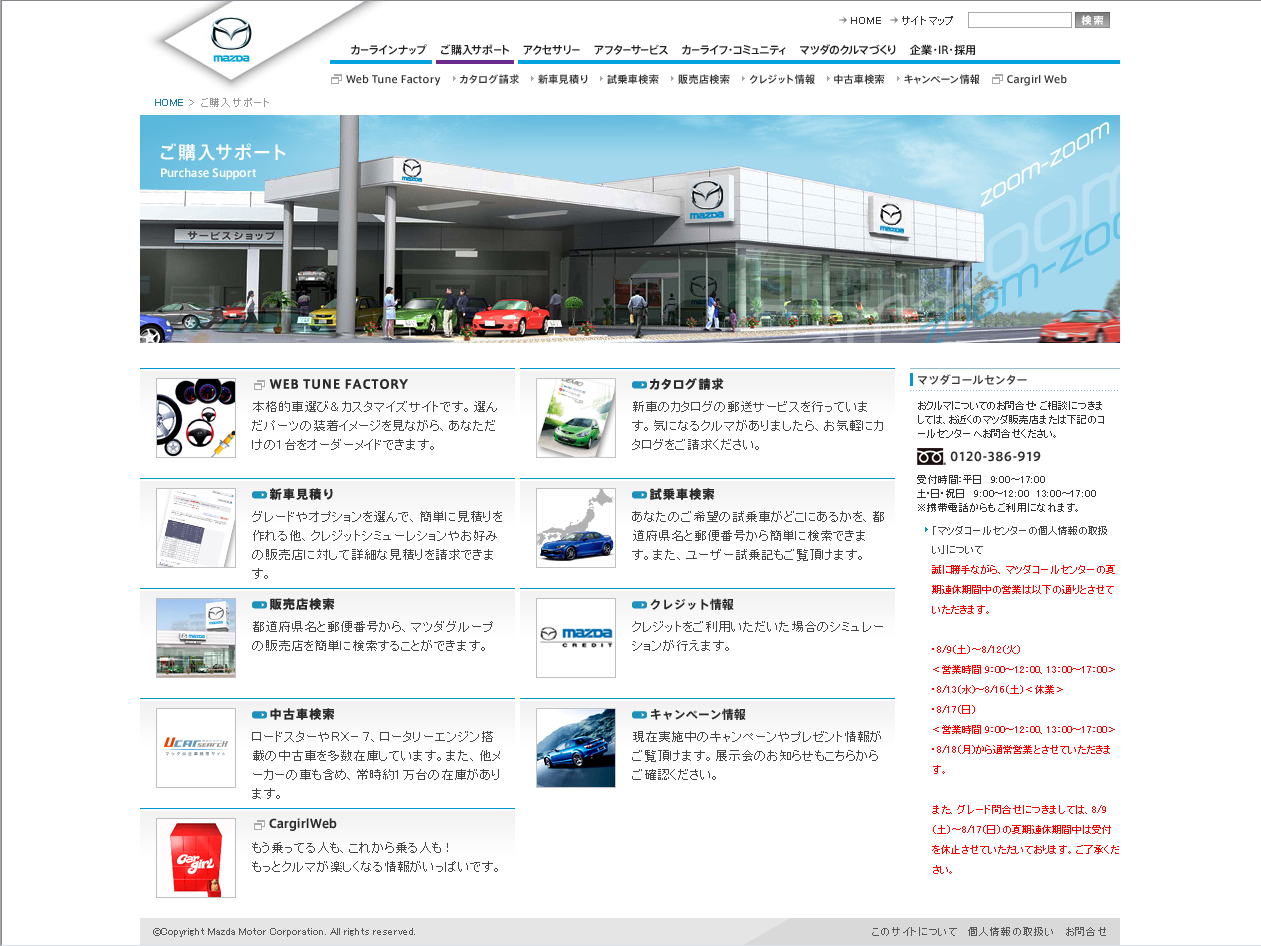 mazda
→ HOME → サイトマップ 検索
カーラインナップ ご購入サポート アクセサリー アフターサービス カーライフ・コミュニティ マツダのクルマづくり 企業・IR・採用
Web Tune Factory カタログ請求 新車見積り 試乗車検索 販売店検索 クレジット情報 中古車検索 キャンペーン情報 Cargirl Web
HOME > ご購入サポート
ご購入サポート
Purchase Support
サービスショップ
mazda
mazda
mazda
zoom-zoom
zoom
zoom-zoo
WEB TUNE FACTORY
本格的車選び＆カスタマイズサイトです。選ん
だパーツの装着イメージを見ながら、あなただ
けの1台をオーダーメイドできます。
カタログ請求
新車のカタログの郵送サービスを行っていま
す。気になるクルマがありましたら、お気軽にカ
タログをご請求ください。
新車見積り
グレードやオプションを選んで、簡単に見積りを
作れる他、クレジットシミュレーションやお好み
の販売店に対して詳細な見積りを請求できま
す。
試乗車検索
あなたのご希望の試乗車がどこにあるかを、都
道府県名と郵便番号から簡単に検索できま
す。また、ユーザー試乗記もご覧頂けます。
販売店検索
都道府県名と郵便番号から、マツダグループ
の販売店を簡単に検索することができます。
mazda
CREDIT
クレジット情報
クレジットをご利用いただいた場合のシミュレー
ションが行えます。
Ucar search
中古車検索
ロードスターやRX－7、ロータリーエンジン搭
載の中古車を多数在庫しています。また、他メ
ーカーの車も含め、常時約1万台の在庫があり
ます。
キャンペーン情報
現在実施中のキャンペーンやプレゼント情報が
ご覧頂けます。展示会のお知らせもこちらから
ご確認ください。
Car girl
CargirlWeb
もう乗ってる人も、これから乗る人も！
もっとクルマが楽しくなる情報がいっぱいです。
マツダコールセンター
おクルマについてのお問合せ・ご相談につきま
しては、お近くのマツダ販売店または下記のコ
ールセンターへお問合せください。
0120-386-919
受付時間：平日 9:00～17:00
土・日・祝日 9:00～12:00 13:00～17:00
※携帯電話からもご利用になれます。
「マツダコールセンターの個人情報の取扱
い」について
誠に勝手ながら、マツダコールセンターの夏
期連休期間中の営業は以下の通りとさせて
いただきます。
・8/9（土）～8/12（火）
＜営業時間 9：00～12：00、13：00～17：00＞
・8/13（水）～8/16（土）＜休業＞
・8/17（日）
＜営業時間 9：00～12：00、13：00～17：00＞
・8/18（月）から通常営業とさせていただきま
す。
また、グレード問合せにつきましては、8/9
（土）～8/17（日）の夏期連休期間中は受付
を休止させていただいております。ご了承くだ
さい。
©Copyright Mazda Motor Corporation. All rights reserved.
このサイトについて 個人情報の取扱い お問合せ